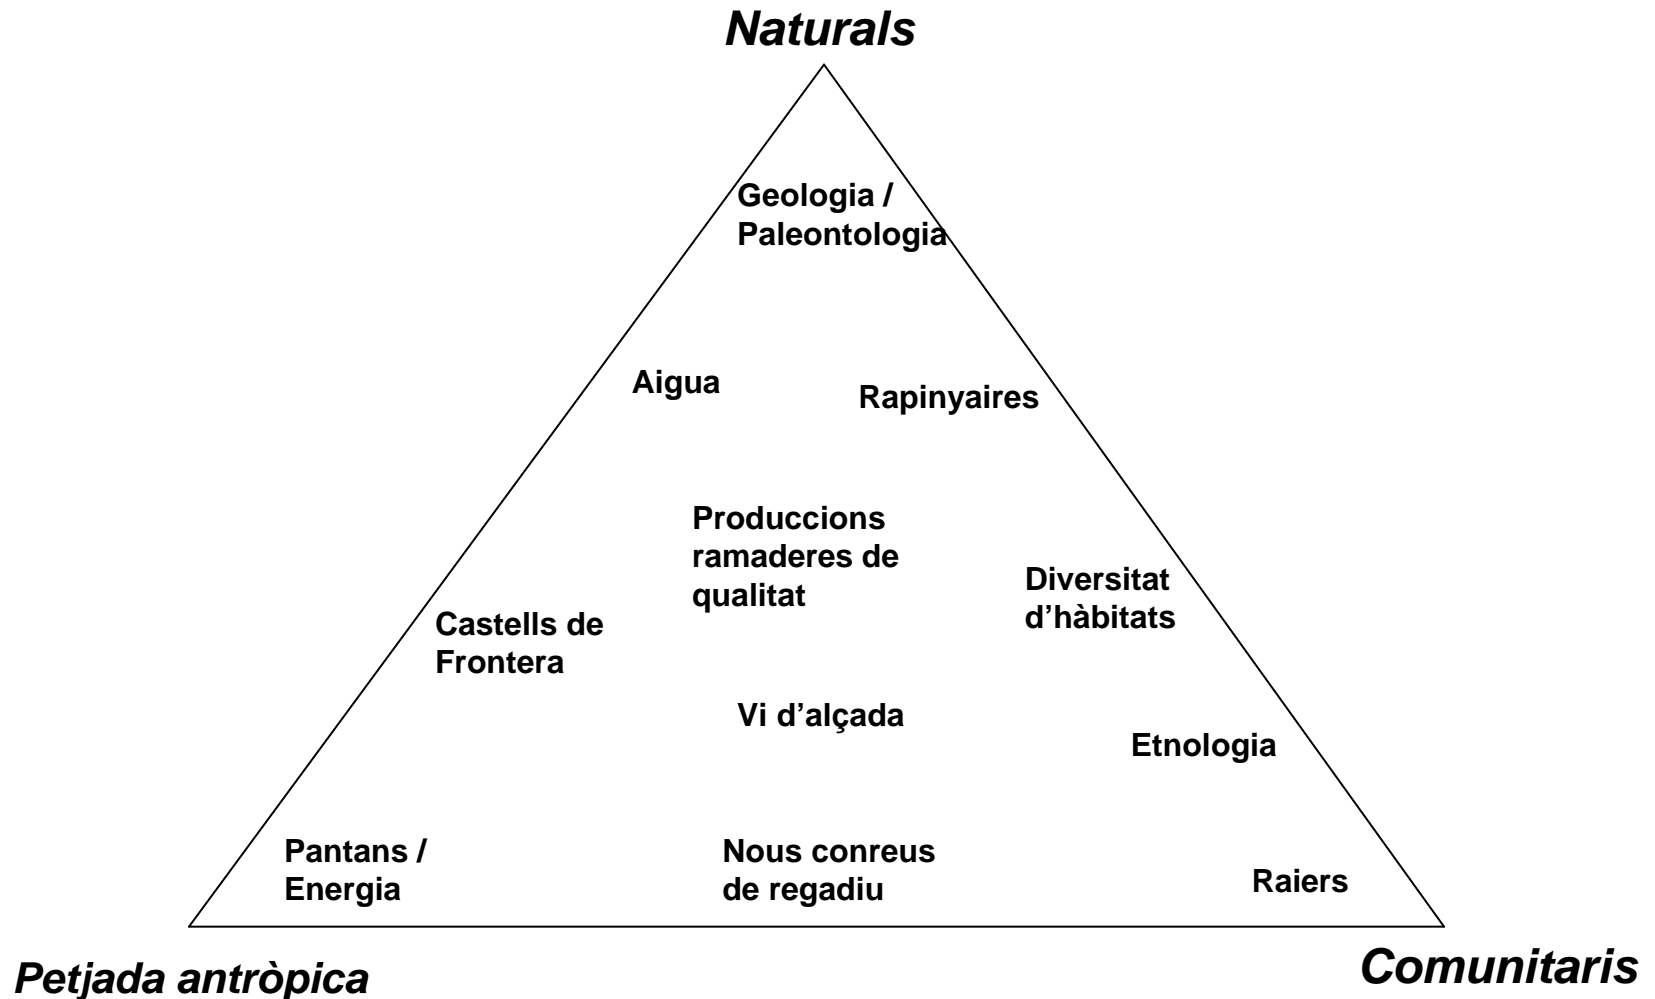 Naturals
Geologia /
Paleontologia
Aigua
Rapinyaires
Produccions
ramaderes de
qualitat
Diversitat
d’hàbitats
Castells de
Frontera
Vi d’alçada
Etnologia
Pantans /
Energia
Nous conreus
de regadiu
Raiers
Petjada antròpica
Comunitaris